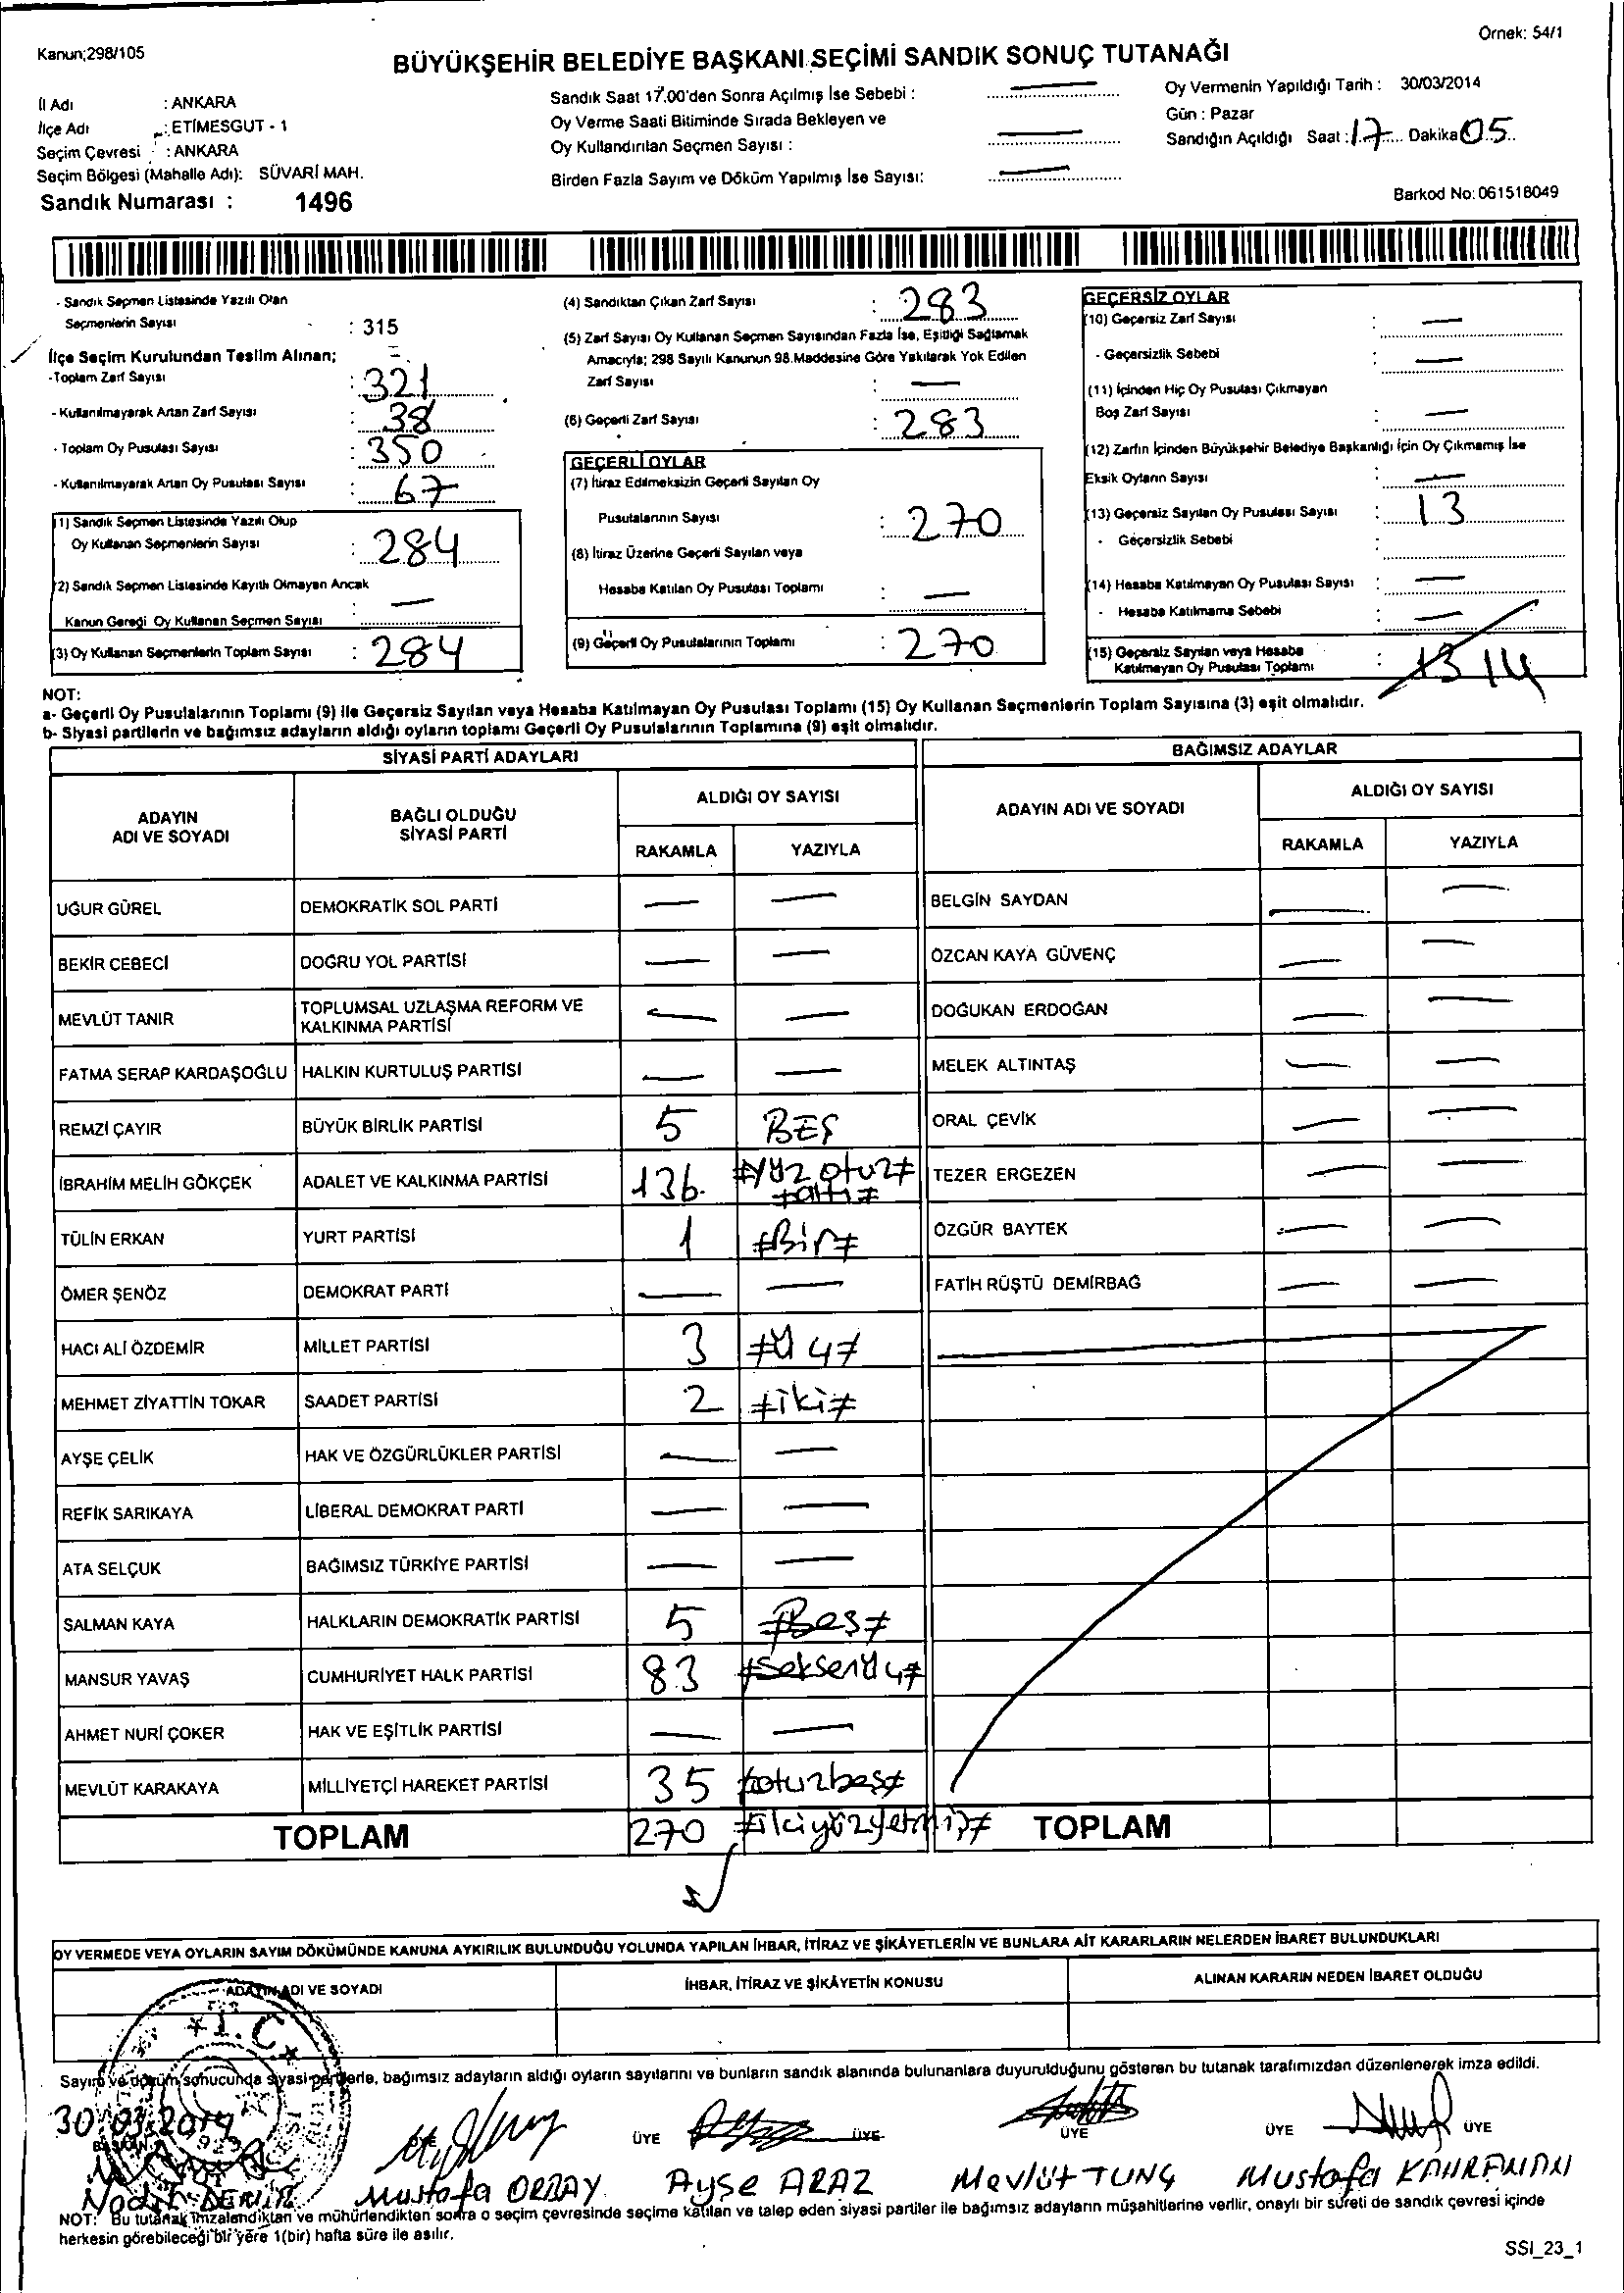 Kanun;298/105
Örnek: 54/1
BÜYÜKŞEHİR BELEDİYE BAŞKANI SEÇİMİ SANDIK SONUÇ TUTANAĞI
İl Adı : ANKARA
İlçe Adı : ETİMESGUT - 1
Seçim Çevresi : ANKARA
Seçim Bölgesi (Mahalle Adı): SÜVARİ MAH.
Sandık Numarası : 1496
Sandık Saat 17.00'den Sonra Açılmış İse Sebebi : —
Oy Verme Saati Bitiminde Sırada Bekleyen ve
Oy Kullandırılan Seçmen Sayısı : —
Birden Fazla Sayım ve Döküm Yapılmış İse Sayısı: —
Oy Vermenin Yapıldığı Tarih : 30/03/2014
Gün : Pazar
Sandığın Açıldığı Saat : 17 Dakika 05
Barkod No: 061518049
- Sandık Seçmen Listesinde Yazılı Olan
Seçmenlerin Sayısı : 315
İlçe Seçim Kurulundan Teslim Alınan;
- Toplam Zarf Sayısı : 321
- Kullanılmayarak Artan Zarf Sayısı : 38
- Toplam Oy Pusulası Sayısı : 350
- Kullanılmayarak Artan Oy Pusulası Sayısı : 67
(1) Sandık Seçmen Listesinde Yazılı Olup
Oy Kullanan Seçmenlerin Sayısı : 284
(2) Sandık Seçmen Listesinde Kayıtlı Olmayan Ancak
Kanun Gereği Oy Kullanan Seçmen Sayısı : —
(3) Oy Kullanan Seçmenlerin Toplam Sayısı : 284
(4) Sandıktan Çıkan Zarf Sayısı : 283
(5) Zarf Sayısı Oy Kullanan Seçmen Sayısından Fazla İse, Eşitliği Sağlamak
Amacıyla; 298 Sayılı Kanunun 98.Maddesine Göre Yakılarak Yok Edilen
Zarf Sayısı : —
(6) Geçerli Zarf Sayısı : 283
GEÇERLİ OYLAR
(7) İtiraz Edilmeksizin Geçerli Sayılan Oy
Pusulalarının Sayısı : 270
(8) İtiraz Üzerine Geçerli Sayılan veya
Hesaba Katılan Oy Pusulası Toplamı : —
(9) Geçerli Oy Pusulalarının Toplamı : 270
GEÇERSİZ OYLAR
(10) Geçersiz Zarf Sayısı : —
- Geçersizlik Sebebi : —
(11) İçinden Hiç Oy Pusulası Çıkmayan
Boş Zarf Sayısı : —
(12) Zarfın İçinden Büyükşehir Belediye Başkanlığı İçin Oy Çıkmamış İse
Eksik Oyların Sayısı : —
(13) Geçersiz Sayılan Oy Pusulası Sayısı : 13
- Geçersizlik Sebebi :
(14) Hesaba Katılmayan Oy Pusulası Sayısı : —
- Hesaba Katılmama Sebebi : —
(15) Geçersiz Sayılan veya Hesaba
Katılmayan Oy Pusulası Toplamı : 13 14
NOT:
a- Geçerli Oy Pusulalarının Toplamı (9) ile Geçersiz Sayılan veya Hesaba Katılmayan Oy Pusulası Toplamı (15) Oy Kullanan Seçmenlerin Toplam Sayısına (3) eşit olmalıdır.
b- Siyasi partilerin ve bağımsız adayların aldığı oyların toplamı Geçerli Oy Pusulalarının Toplamına (9) eşit olmalıdır.
SİYASİ PARTİ ADAYLARI
ADAYIN ADI VE SOYADI BAĞLI OLDUĞU SİYASİ PARTİ ALDIĞI OY SAYISI
RAKAMLA YAZIYLA
UĞUR GÜREL DEMOKRATİK SOL PARTİ — —
BEKİR CEBECİ DOĞRU YOL PARTİSİ — —
MEVLÜT TANIR TOPLUMSAL UZLAŞMA REFORM VE KALKINMA PARTİSİ — —
FATMA SERAP KARDAŞOĞLU HALKIN KURTULUŞ PARTİSİ — —
REMZİ ÇAYIR BÜYÜK BİRLİK PARTİSİ 5 BEŞ
İBRAHİM MELİH GÖKÇEK ADALET VE KALKINMA PARTİSİ 136 #Yüz otuz# #altı#
TÜLİN ERKAN YURT PARTİSİ 1 #Bir#
ÖMER ŞENÖZ DEMOKRAT PARTİ — —
HACI ALİ ÖZDEMİR MİLLET PARTİSİ 3 #Üç#
MEHMET ZİYATTİN TOKAR SAADET PARTİSİ 2 #iki#
AYŞE ÇELİK HAK VE ÖZGÜRLÜKLER PARTİSİ — —
REFİK SARIKAYA LİBERAL DEMOKRAT PARTİ — —
ATA SELÇUK BAĞIMSIZ TÜRKİYE PARTİSİ — —
SALMAN KAYA HALKLARIN DEMOKRATİK PARTİSİ 5 #Beş#
MANSUR YAVAŞ CUMHURİYET HALK PARTİSİ 83 #Seksenüç#
AHMET NURİ ÇOKER HAK VE EŞİTLİK PARTİSİ — —
MEVLÜT KARAKAYA MİLLİYETÇİ HAREKET PARTİSİ 35 #otuzbeş#
TOPLAM 270 #ikiyüzyetmiş#
BAĞIMSIZ ADAYLAR
ADAYIN ADI VE SOYADI ALDIĞI OY SAYISI
RAKAMLA YAZIYLA
BELGİN SAYDAN — —
ÖZCAN KAYA GÜVENÇ — —
DOĞUKAN ERDOĞAN — —
MELEK ALTINTAŞ — —
ORAL ÇEVİK — —
TEZER ERGEZEN — —
ÖZGÜR BAYTEK — —
FATİH RÜŞTÜ DEMİRBAĞ — —
TOPLAM
OY VERMEDE VEYA OYLARIN SAYIM DÖKÜMÜNDE KANUNA AYKIRILIK BULUNDUĞU YOLUNDA YAPILAN İHBAR, İTİRAZ VE ŞİKÂYETLERİN VE BUNLARA AİT KARARLARIN NELERDEN İBARET BULUNDUKLARI
ADAYIN ADI VE SOYADI İHBAR, İTİRAZ VE ŞİKÂYETİN KONUSU ALINAN KARARIN NEDEN İBARET OLDUĞU
T.C.
Sayım ve döküm sonucunda siyasi partilerle, bağımsız adayların aldığı oyların sayılarını ve bunların sandık alanında bulunanlara duyurulduğunu gösteren bu tutanak tarafımızdan düzenlenerek imza edildi.
30.03.2014
BAŞKAN ÜYE ÜYE ÜYE ÜYE ÜYE ÜYE
Mustafa Ayşe ARAZ Mevlüt TUNÇ Mustafa KAHRAMAN
NOT: Bu tutanak imzalandıktan ve mühürlendikten sonra o seçim çevresinde seçime katılan ve talep eden siyasi partiler ile bağımsız adayların müşahitlerine verilir, onaylı bir sureti de sandık çevresi içinde
herkesin görebileceği bir yere 1(bir) hafta süre ile asılır.
SSI_23_1